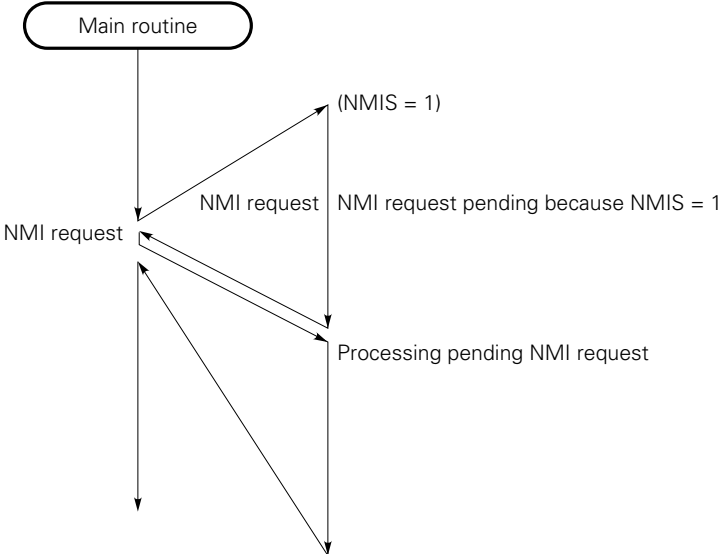 Main routine
(NMIS = 1)
NMI request
NMI request pending because NMIS = 1
NMI request
Processing pending NMI request